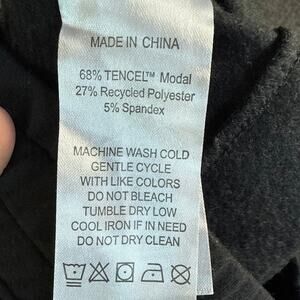 MADE IN CHINA
68% TENCEL™ Modal
27% Recycled Polyester
5% Spandex
MACHINE WASH COLD
GENTLE CYCLE
WITH LIKE COLORS
DO NOT BLEACH
TUMBLE DRY LOW
COOL IRON IF IN NEED
DO NOT DRY CLEAN